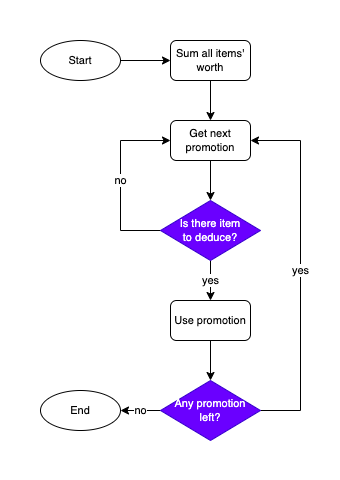 Start
Sum all items'
worth
Get next
promotion
no
Is there item
to deduce?
yes
yes
Use promotion
Any promotion
left?
no
End